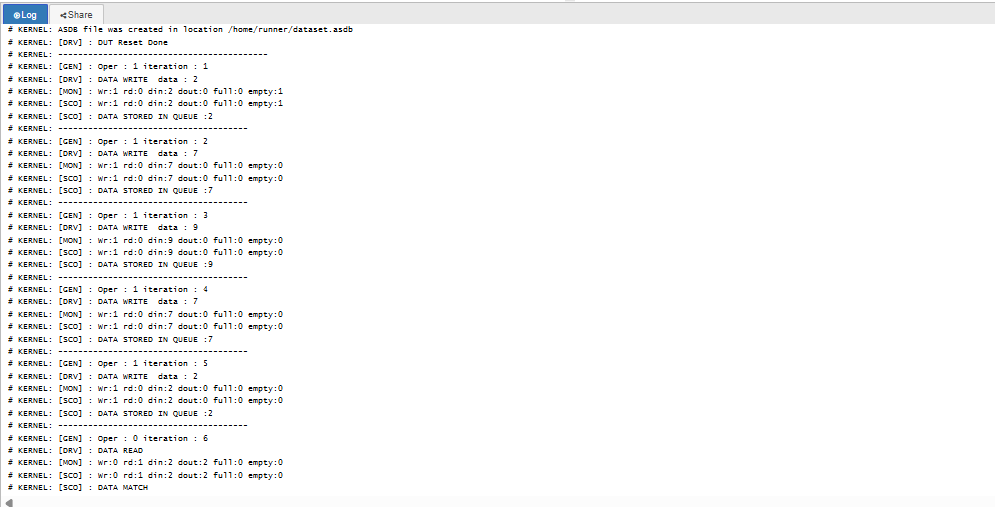 Log Share
# KERNEL: ASDB file was created in location /home/runner/dataset.asdb
# KERNEL: [DRV] : DUT Reset Done
# KERNEL: ------------------------------------------
# KERNEL: [GEN] : Oper : 1 iteration : 1
# KERNEL: [DRV] : DATA WRITE  data : 2
# KERNEL: [MON] : Wr:1 rd:0 din:2 dout:0 full:0 empty:1
# KERNEL: [SCO] : Wr:1 rd:0 din:2 dout:0 full:0 empty:1
# KERNEL: [SCO] : DATA STORED IN QUEUE :2
# KERNEL: --------------------------------------
# KERNEL: [GEN] : Oper : 1 iteration : 2
# KERNEL: [DRV] : DATA WRITE  data : 7
# KERNEL: [MON] : Wr:1 rd:0 din:7 dout:0 full:0 empty:0
# KERNEL: [SCO] : Wr:1 rd:0 din:7 dout:0 full:0 empty:0
# KERNEL: [SCO] : DATA STORED IN QUEUE :7
# KERNEL: --------------------------------------
# KERNEL: [GEN] : Oper : 1 iteration : 3
# KERNEL: [DRV] : DATA WRITE  data : 9
# KERNEL: [MON] : Wr:1 rd:0 din:9 dout:0 full:0 empty:0
# KERNEL: [SCO] : Wr:1 rd:0 din:9 dout:0 full:0 empty:0
# KERNEL: [SCO] : DATA STORED IN QUEUE :9
# KERNEL: --------------------------------------
# KERNEL: [GEN] : Oper : 1 iteration : 4
# KERNEL: [DRV] : DATA WRITE  data : 7
# KERNEL: [MON] : Wr:1 rd:0 din:7 dout:0 full:0 empty:0
# KERNEL: [SCO] : Wr:1 rd:0 din:7 dout:0 full:0 empty:0
# KERNEL: [SCO] : DATA STORED IN QUEUE :7
# KERNEL: --------------------------------------
# KERNEL: [GEN] : Oper : 1 iteration : 5
# KERNEL: [DRV] : DATA WRITE  data : 2
# KERNEL: [MON] : Wr:1 rd:0 din:2 dout:0 full:0 empty:0
# KERNEL: [SCO] : Wr:1 rd:0 din:2 dout:0 full:0 empty:0
# KERNEL: [SCO] : DATA STORED IN QUEUE :2
# KERNEL: --------------------------------------
# KERNEL: [GEN] : Oper : 0 iteration : 6
# KERNEL: [DRV] : DATA READ
# KERNEL: [MON] : Wr:0 rd:1 din:2 dout:2 full:0 empty:0
# KERNEL: [SCO] : Wr:0 rd:1 din:2 dout:2 full:0 empty:0
# KERNEL: [SCO] : DATA MATCH